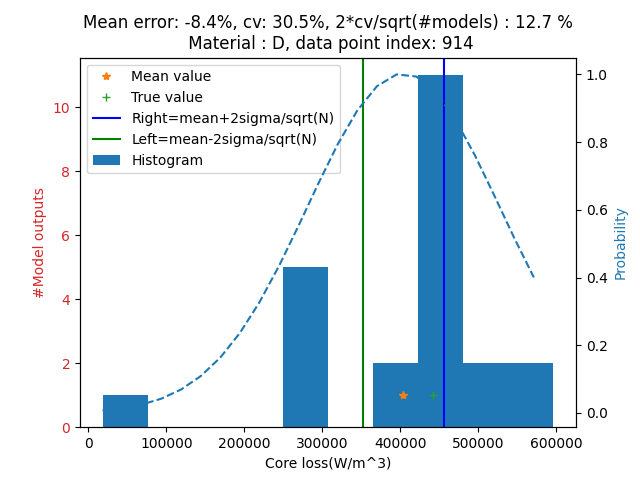 Mean error: -8.4%, cv: 30.5%, 2*cv/sqrt(#models) : 12.7 %
Material : D, data point index: 914
Mean value
True value
Right=mean+2sigma/sqrt(N)
Left=mean-2sigma/sqrt(N)
Histogram
#Model outputs
10
8
6
4
2
0
1.0
0.8
0.6
0.4
0.2
0.0
Probability
0 100000 200000 300000 400000 500000 600000
Core loss(W/m^3)